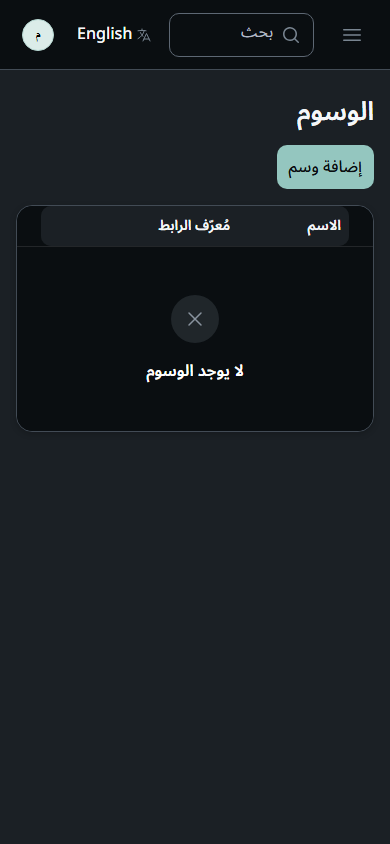 بحث
English
م
الوسوم
إضافة وسم
الاسم
مُعرّف الرابط
لا يوجد الوسوم